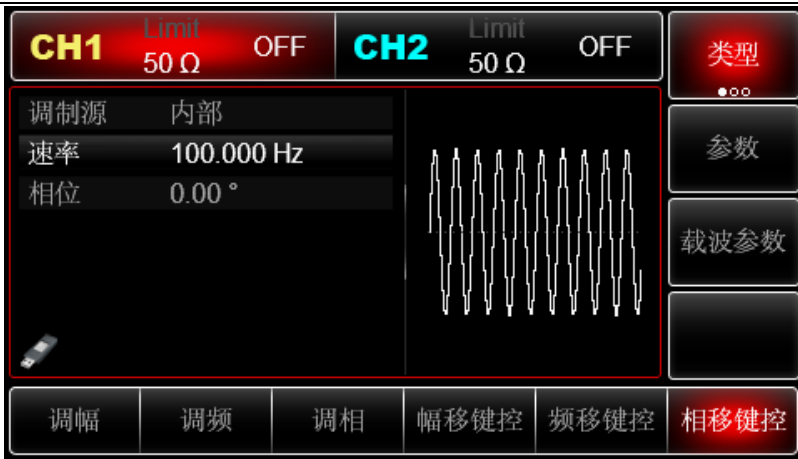 CH1 Limit 50 Ω OFF CH2 Limit 50 Ω OFF 类型
调制源 内部
参数
速率 100.000 Hz
相位 0.00 °
载波参数
调幅 调频 调相 幅移键控 频移键控 相移键控